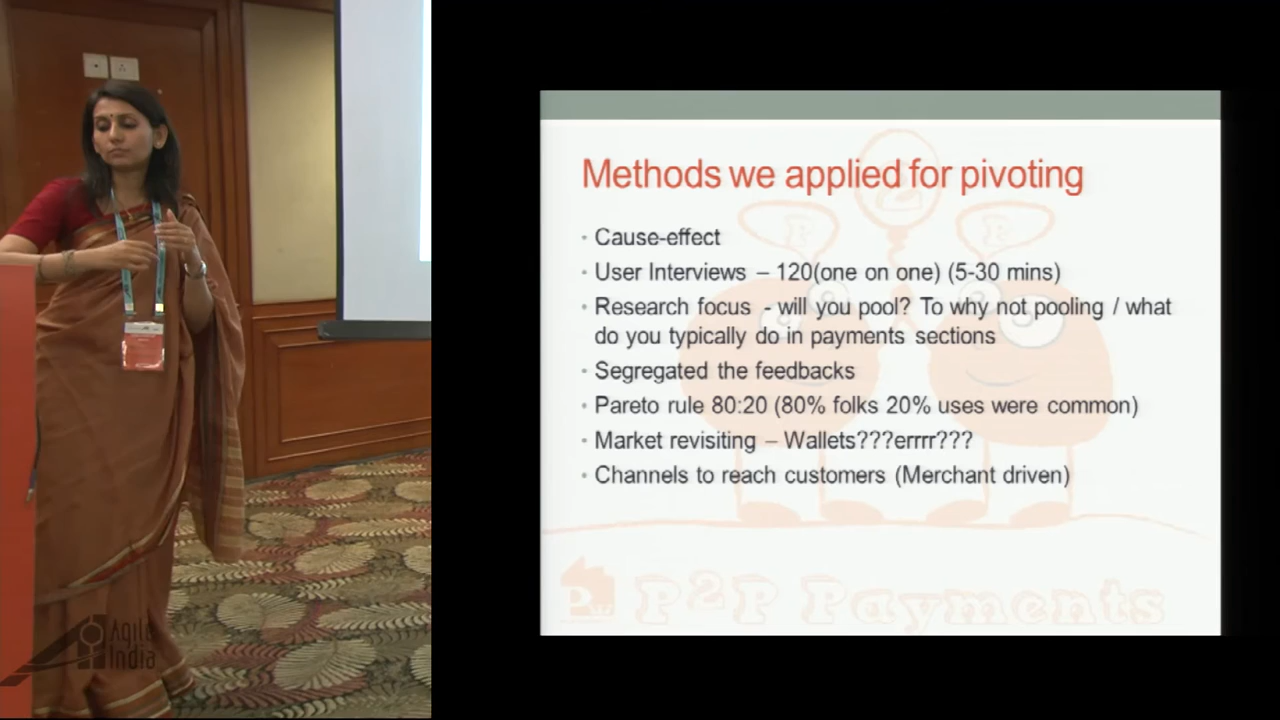 Methods we applied for pivoting
Cause-effect
User Interviews – 120(one on one) (5-30 mins)
Research focus - will you pool? To why not pooling / what
do you typically do in payments sections
Segregated the feedbacks
Pareto rule 80:20 (80% folks 20% uses were common)
Market revisiting – Wallets???errrr???
Channels to reach customers (Merchant driven)
P2P Payments
Agile
India